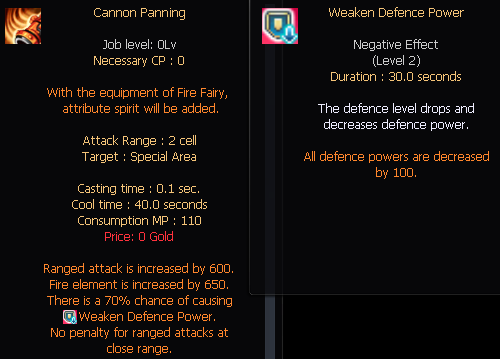 Cannon Panning
Job level: 0Lv
Necessary CP : 0
With the equipment of Fire Fairy,
attribute spirit will be added.
Attack Range : 2 cell
Target : Special Area
Casting time : 0.1 sec.
Cool time : 40.0 seconds
Consumption MP : 110
Price: 0 Gold
Ranged attack is increased by 600.
Fire element is increased by 650.
There is a 70% chance of causing
Weaken Defence Power.
No penalty for ranged attacks at
close range.
Weaken Defence Power
Negative Effect
(Level 2)
Duration : 30.0 seconds
The defence level drops and
decreases defence power.
All defence powers are decreased
by 100.